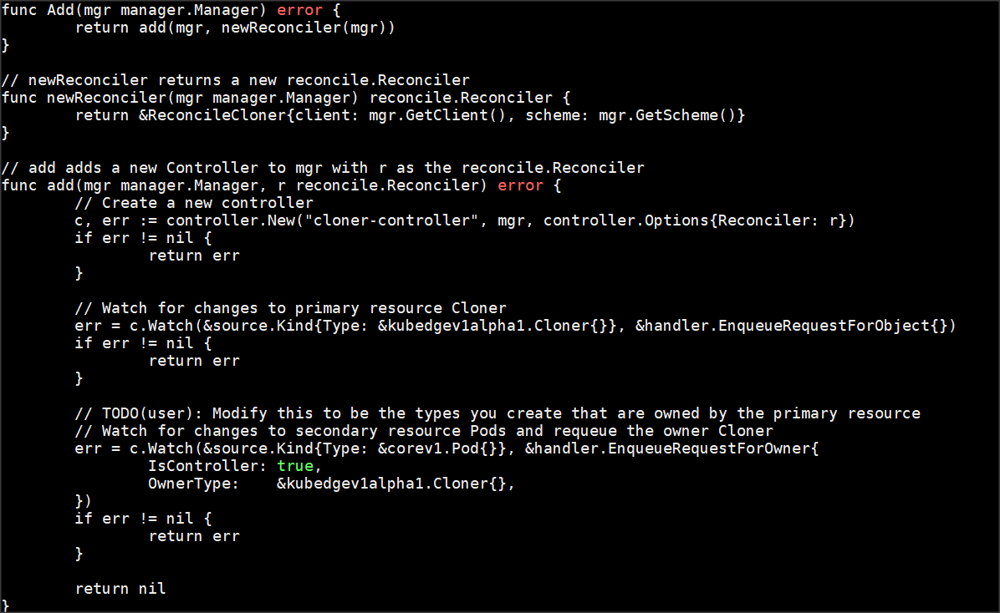 func Add(mgr manager.Manager) error {
        return add(mgr, newReconciler(mgr))
}

// newReconciler returns a new reconcile.Reconciler
func newReconciler(mgr manager.Manager) reconcile.Reconciler {
        return &ReconcileCloner{client: mgr.GetClient(), scheme: mgr.GetScheme()}
}

// add adds a new Controller to mgr with r as the reconcile.Reconciler
func add(mgr manager.Manager, r reconcile.Reconciler) error {
        // Create a new controller
        c, err := controller.New("cloner-controller", mgr, controller.Options{Reconciler: r})
        if err != nil {
                return err
        }

        // Watch for changes to primary resource Cloner
        err = c.Watch(&source.Kind{Type: &kubedgev1alpha1.Cloner{}}, &handler.EnqueueRequestForObject{})
        if err != nil {
                return err
        }

        // TODO(user): Modify this to be the types you create that are owned by the primary resource
        // Watch for changes to secondary resource Pods and requeue the owner Cloner
        err = c.Watch(&source.Kind{Type: &corev1.Pod{}}, &handler.EnqueueRequestForOwner{
                IsController: true,
                OwnerType:    &kubedgev1alpha1.Cloner{},
        })
        if err != nil {
                return err
        }

        return nil
}